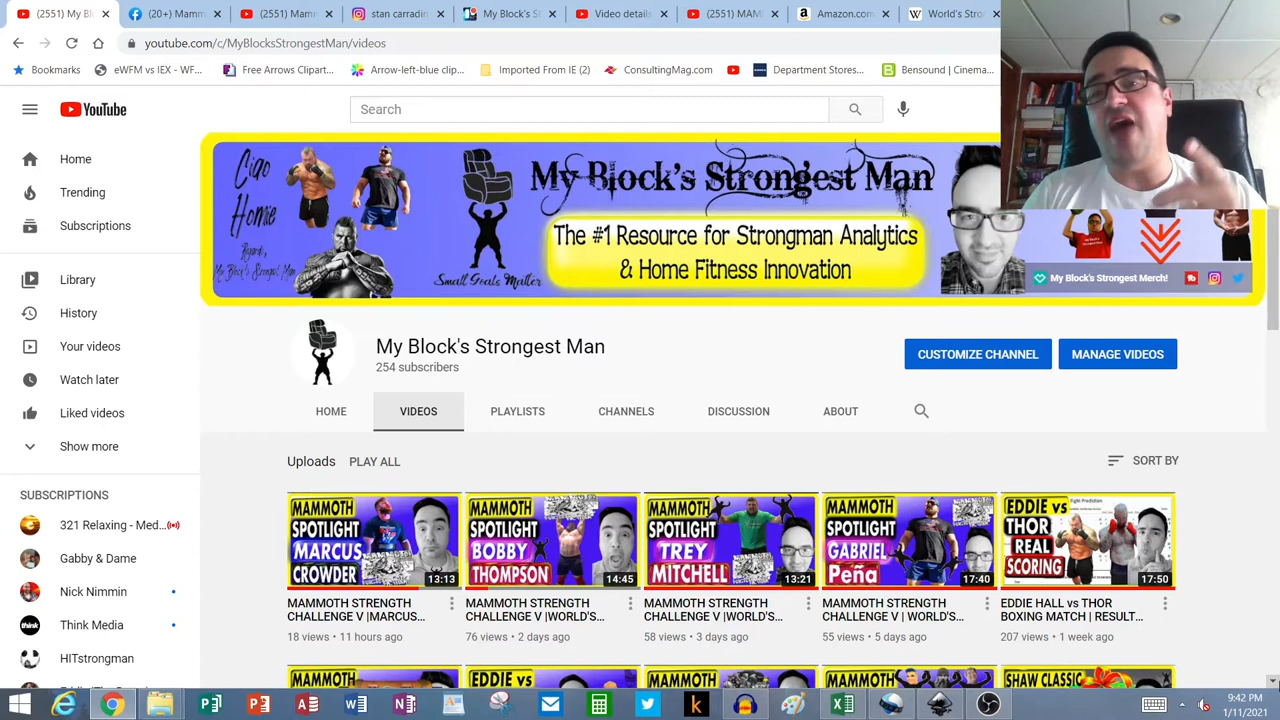 (2551) My B
(20+) Mamm
(2551) Mam
stan carradin
My Block's S
Video details
(2551) MAM
Amazon.com
World's Stro
youtube.com/c/MyBlocksStrongestMan/videos
Bookmarks
eWFM vs IEX - WF...
Free Arrows Clipart...
Arrow-left-blue clip...
Imported From IE (2)
ConsultingMag.com
Department Stores...
Bensound | Cinema...
YouTube
Search
Home
Trending
Subscriptions
Library
History
Your videos
Watch later
Liked videos
Show more
SUBSCRIPTIONS
321 Relaxing - Med...
Gabby & Dame
Nick Nimmin
Think Media
HITstrongman
Ciao
Homie
Regards,
My Block's Strongest Man
Small Goals Matter
My Block's Strongest Man
The #1 Resource for Strongman Analytics
& Home Fitness Innovation
My Block's Strongest Merch!
My Block's Strongest Man
254 subscribers
CUSTOMIZE CHANNEL
MANAGE VIDEOS
HOME
VIDEOS
PLAYLISTS
CHANNELS
DISCUSSION
ABOUT
Uploads
PLAY ALL
SORT BY
MAMMOTH
SPOTLIGHT
MARCUS
CROWDER
13:13
MAMMOTH STRENGTH
CHALLENGE V |MARCUS...
18 views • 11 hours ago
MAMMOTH
SPOTLIGHT
BOBBY
THOMPSON
14:45
MAMMOTH STRENGTH
CHALLENGE V |WORLD'S...
76 views • 2 days ago
MAMMOTH
SPOTLIGHT
TREY
MITCHELL
13:21
MAMMOTH STRENGTH
CHALLENGE V |WORLD'S...
58 views • 3 days ago
MAMMOTH
SPOTLIGHT
GABRIEL
Peña
17:40
MAMMOTH STRENGTH
CHALLENGE V | WORLD'S...
55 views • 5 days ago
Fight Prediction
EDDIE vs
THOR
REAL
SCORING
17:50
EDDIE HALL vs THOR
BOXING MATCH | RESULT...
207 views • 1 week ago
MAMMOTH
EDDIE vs
MAMMOTH
MAMMOTH
SHAW CLASSIC
9:42 PM
1/11/2021